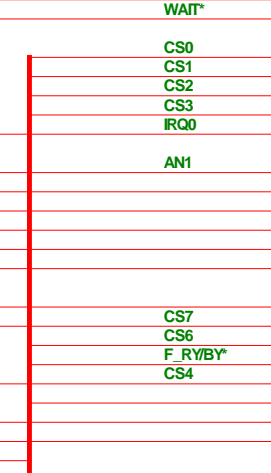 WAIT*
CS0
CS1
CS2
CS3
IRQ0
AN1
CS7
CS6
F_RY/BY*
CS4